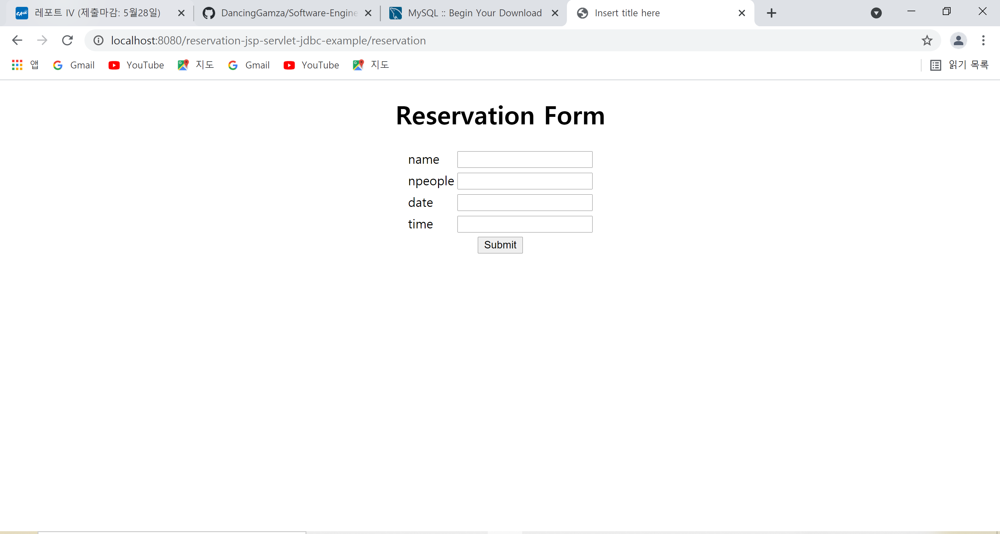 레포트 IV (제출마감: 5월28일)
DancingGamza/Software-Engine
MySQL :: Begin Your Download
Insert title here
localhost:8080/reservation-jsp-servlet-jdbc-example/reservation
앱 Gmail YouTube 지도 Gmail YouTube 지도 읽기 목록
Reservation Form
name
npeople
date
time
Submit